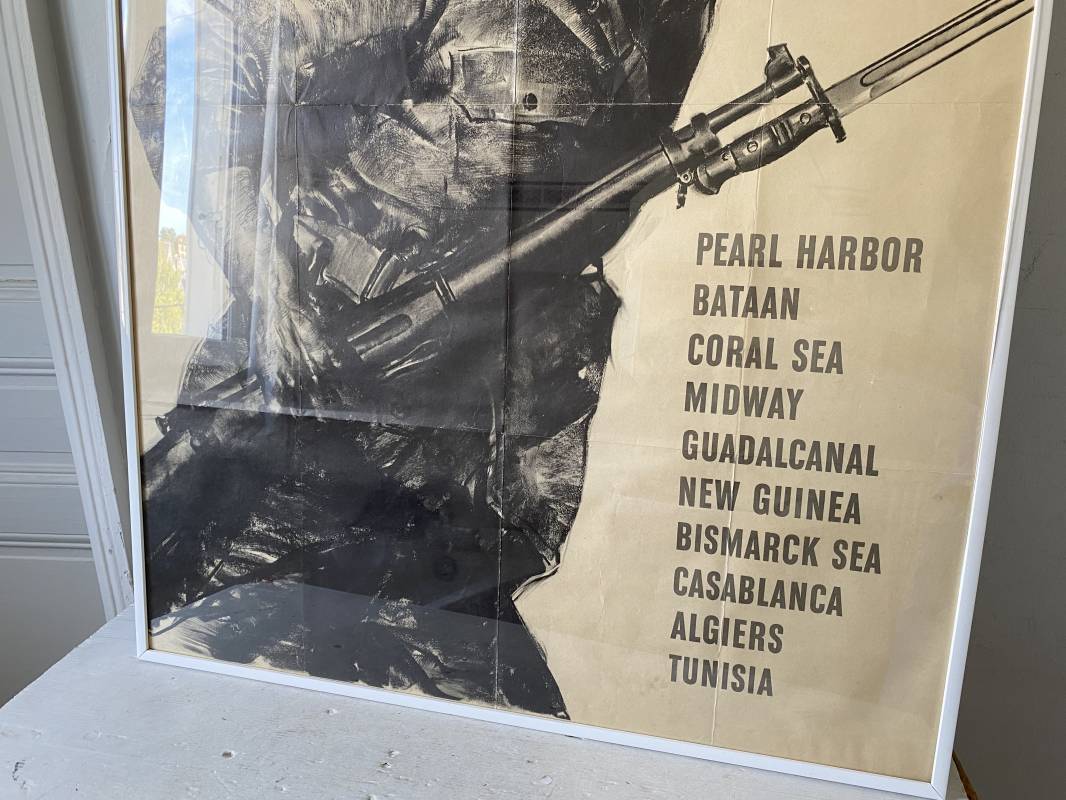 PEARL HARBOR
BATAAN
CORAL SEA
MIDWAY
GUADALCANAL
NEW GUINEA
BISMARCK SEA
CASABLANCA
ALGIERS
TUNISIA